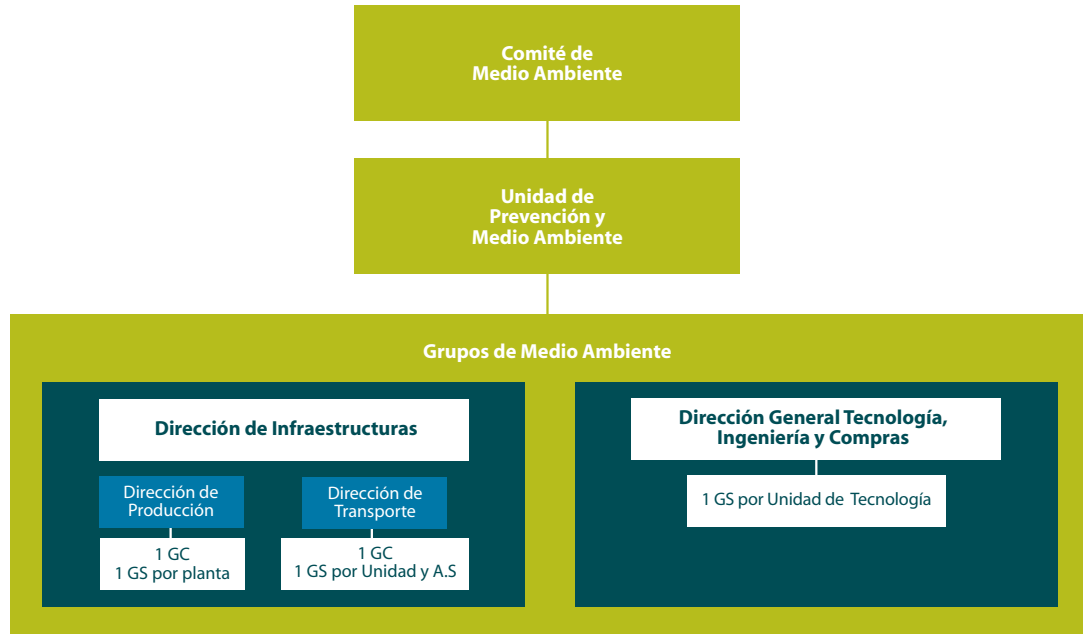 Comité de
Medio Ambiente
Unidad de
Prevención y
Medio Ambiente
Grupos de Medio Ambiente
Dirección de Infraestructuras
Dirección de
Producción
1 GC
1 GS por planta
Dirección de
Transporte
1 GC
1 GS por Unidad y A.S
Dirección General Tecnología,
Ingeniería y Compras
1 GS por Unidad de Tecnología